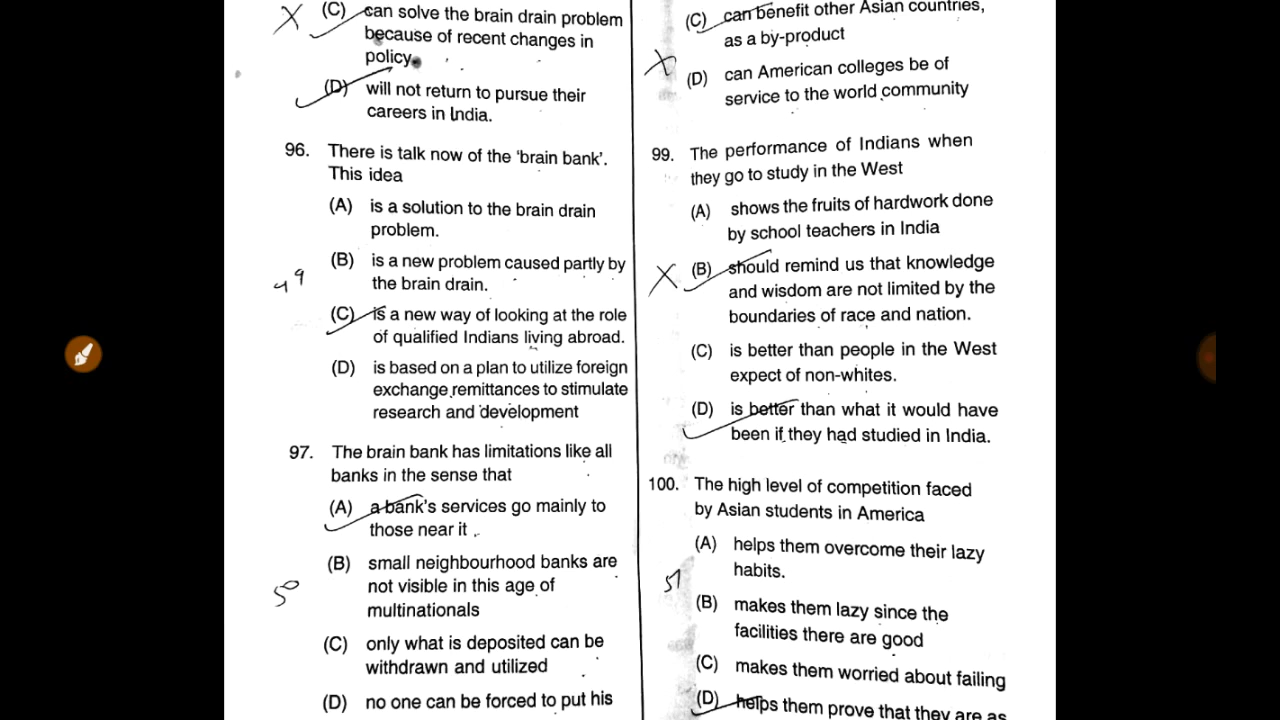 (C) can solve the brain drain problem
because of recent changes in
policy.
(D) will not return to pursue their
careers in India.
96. There is talk now of the 'brain bank'.
This idea
(A) is a solution to the brain drain
problem.
(B) is a new problem caused partly by
the brain drain.
49
(C) is a new way of looking at the role
of qualified Indians living abroad.
(D) is based on a plan to utilize foreign
exchange remittances to stimulate
research and development
97. The brain bank has limitations like all
banks in the sense that
(A) a bank's services go mainly to
those near it
(B) small neighbourhood banks are
not visible in this age of
multinationals
50
(C) only what is deposited can be
withdrawn and utilized
(D) no one can be forced to put his
(C) can benefit other Asian countries,
as a by-product
(D) can American colleges be of
service to the world community
99. The performance of Indians when
they go to study in the West
(A) shows the fruits of hardwork done
by school teachers in India
(B) should remind us that knowledge
and wisdom are not limited by the
boundaries of race and nation.
(C) is better than people in the West
expect of non-whites.
(D) is better than what it would have
been if they had studied in India.
100. The high level of competition faced
by Asian students in America
(A) helps them overcome their lazy
habits.
51
(B) makes them lazy since the
facilities there are good
(C) makes them worried about failing
(D) helps them prove that they are as